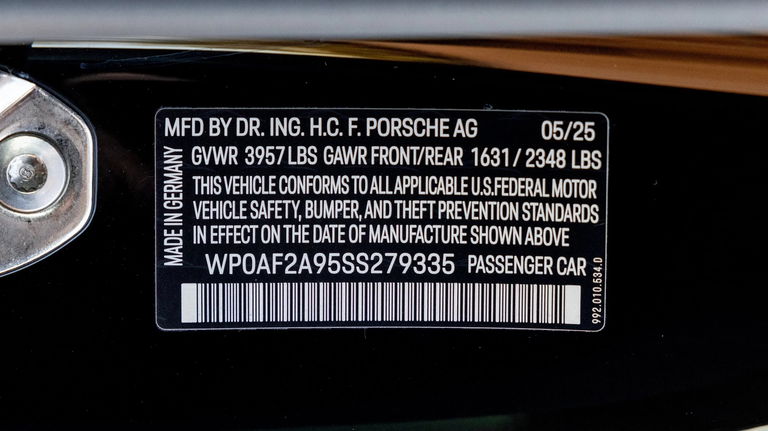 MFD BY DR. ING. H.C. F. PORSCHE AG 05/25
GVWR 3957 LBS GAWR FRONT/REAR 1631 / 2348 LBS
THIS VEHICLE CONFORMS TO ALL APPLICABLE U.S.FEDERAL MOTOR
VEHICLE SAFETY, BUMPER, AND THEFT PREVENTION STANDARDS
IN EFFECT ON THE DATE OF MANUFACTURE SHOWN ABOVE
WP0AF2A95SS279335 PASSENGER CAR
MADE IN GERMANY
992.010.534.D